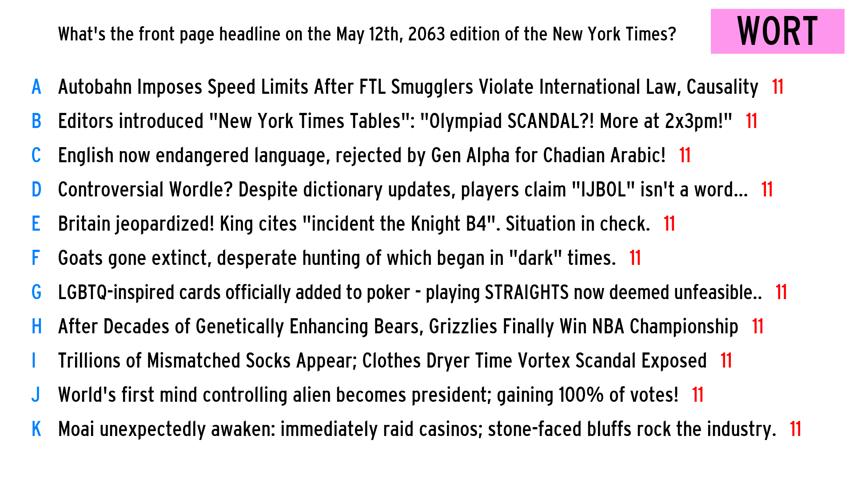 What's the front page headline on the May 12th, 2063 edition of the New York Times?
WORT
A Autobahn Imposes Speed Limits After FTL Smugglers Violate International Law, Causality 11
B Editors introduced "New York Times Tables": "Olympiad SCANDAL?! More at 2x3pm!" 11
C English now endangered language, rejected by Gen Alpha for Chadian Arabic! 11
D Controversial Wordle? Despite dictionary updates, players claim "IJBOL" isn't a word... 11
E Britain jeopardized! King cites "incident the Knight B4". Situation in check. 11
F Goats gone extinct, desperate hunting of which began in "dark" times. 11
G LGBTQ-inspired cards officially added to poker - playing STRAIGHTS now deemed unfeasible.. 11
H After Decades of Genetically Enhancing Bears, Grizzlies Finally Win NBA Championship 11
I Trillions of Mismatched Socks Appear; Clothes Dryer Time Vortex Scandal Exposed 11
J World's first mind controlling alien becomes president; gaining 100% of votes! 11
K Moai unexpectedly awaken: immediately raid casinos; stone-faced bluffs rock the industry. 11